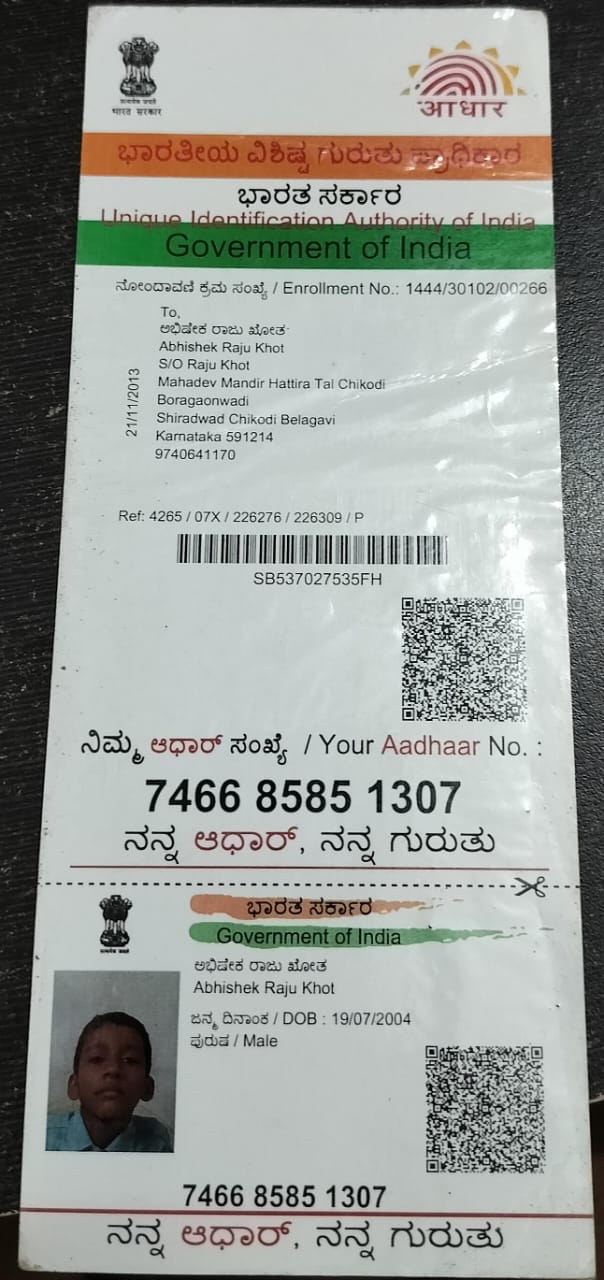 सत्यमेव जयते
भारत सरकार
आधार
ಭಾರತೀಯ ವಿಶಿಷ್ಟ ಗುರುತು ಪ್ರಾಧಿಕಾರ
ಭಾರತ ಸರ್ಕಾರ
Unique Identification Authority of India
Government of India
ನೋಂದಾವಣಿ ಕ್ರಮ ಸಂಖ್ಯೆ / Enrollment No.: 1444/30102/00266
21/11/2013
To,
ಅಭಿಷೇಕ ರಾಜು ಖೋತ
Abhishek Raju Khot
S/O Raju Khot
Mahadev Mandir Hattira Tal Chikodi
Boragaonwadi
Shiradwad Chikodi Belagavi
Karnataka 591214
9740641170
Ref: 4265 / 07X / 226276 / 226309 / P
SB537027535FH
ನಿಮ್ಮ ಆಧಾರ್ ಸಂಖ್ಯೆ / Your Aadhaar No. :
7466 8585 1307
ನನ್ನ ಆಧಾರ್, ನನ್ನ ಗುರುತು
ಭಾರತ ಸರ್ಕಾರ
Government of India
ಅಭಿಷೇಕ ರಾಜು ಖೋತ
Abhishek Raju Khot
ಜನ್ಮ ದಿನಾಂಕ / DOB : 19/07/2004
ಪುರುಷ / Male
7466 8585 1307
ನನ್ನ ಆಧಾರ್, ನನ್ನ ಗುರುತು